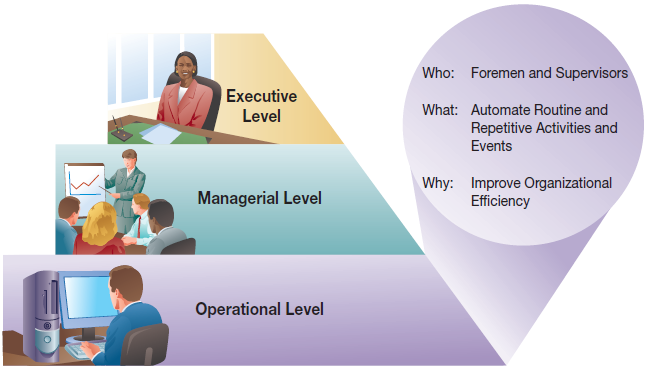 Executive
Level
Managerial Level
Operational Level
Who: Foremen and Supervisors
What: Automate Routine and
Repetitive Activities and
Events
Why: Improve Organizational
Efficiency